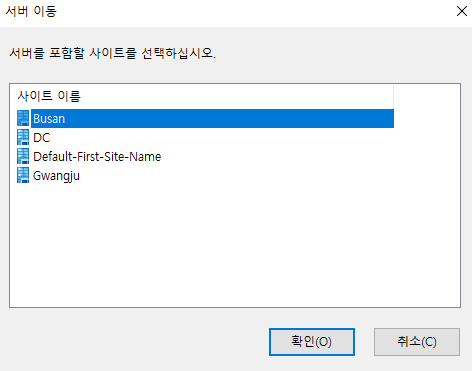 서버 이동
서버를 포함할 사이트를 선택하십시오.
사이트 이름
Busan
DC
Default-First-Site-Name
Gwangju
확인(O)
취소(C)